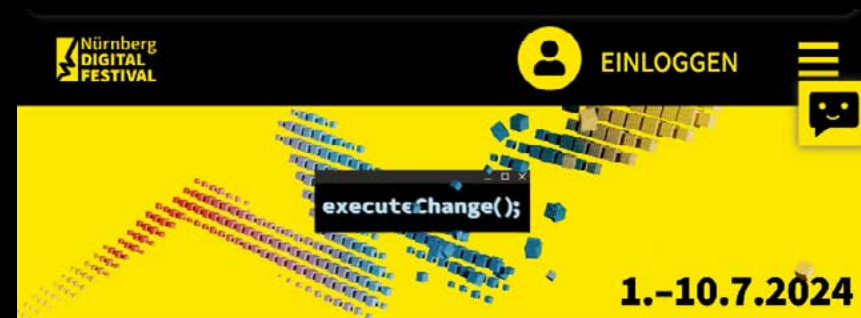 Nürnberg
DIGITAL
FESTIVAL
EINLOGGEN
executeChange();
1.–10.7.2024